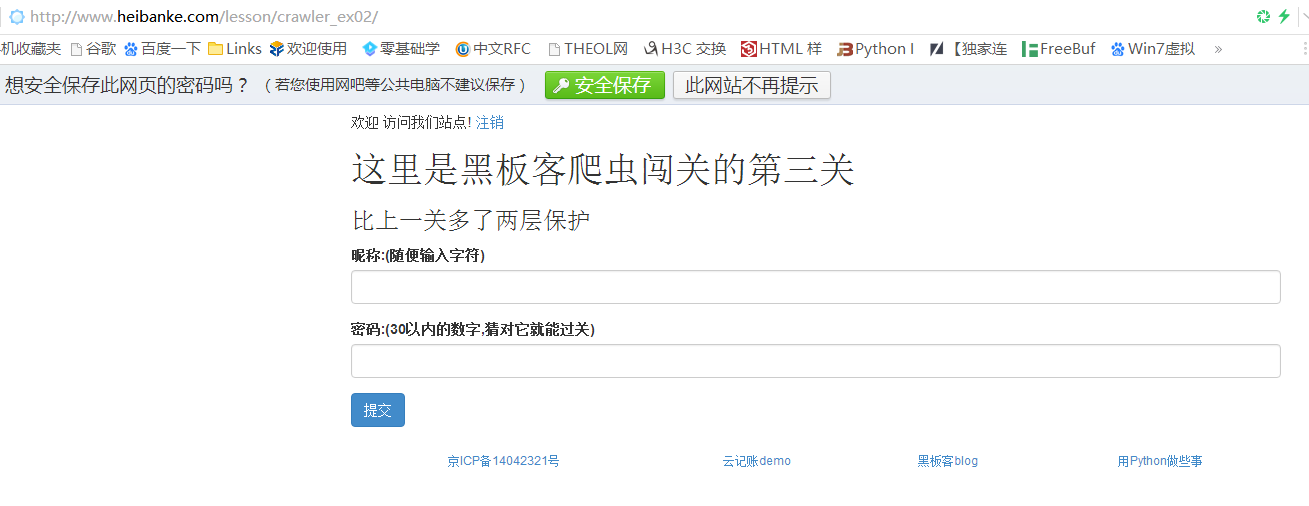 http://www.heibanke.com/lesson/crawler_ex02/
机收藏夹 谷歌 百度一下 Links 欢迎使用 零基础学 中文RFC THEOL网 H3C 交换 HTML 样 Python I 【独家连 FreeBuf Win7虚拟 »
想安全保存此网页的密码吗？ （若您使用网吧等公共电脑不建议保存） 安全保存 此网站不再提示
欢迎 访问我们站点! 注销
这里是黑板客爬虫闯关的第三关
比上一关多了两层保护
昵称:(随便输入字符)
密码:(30以内的数字,猜对它就能过关)
提交
京ICP备14042321号 云记账demo 黑板客blog 用Python做些事